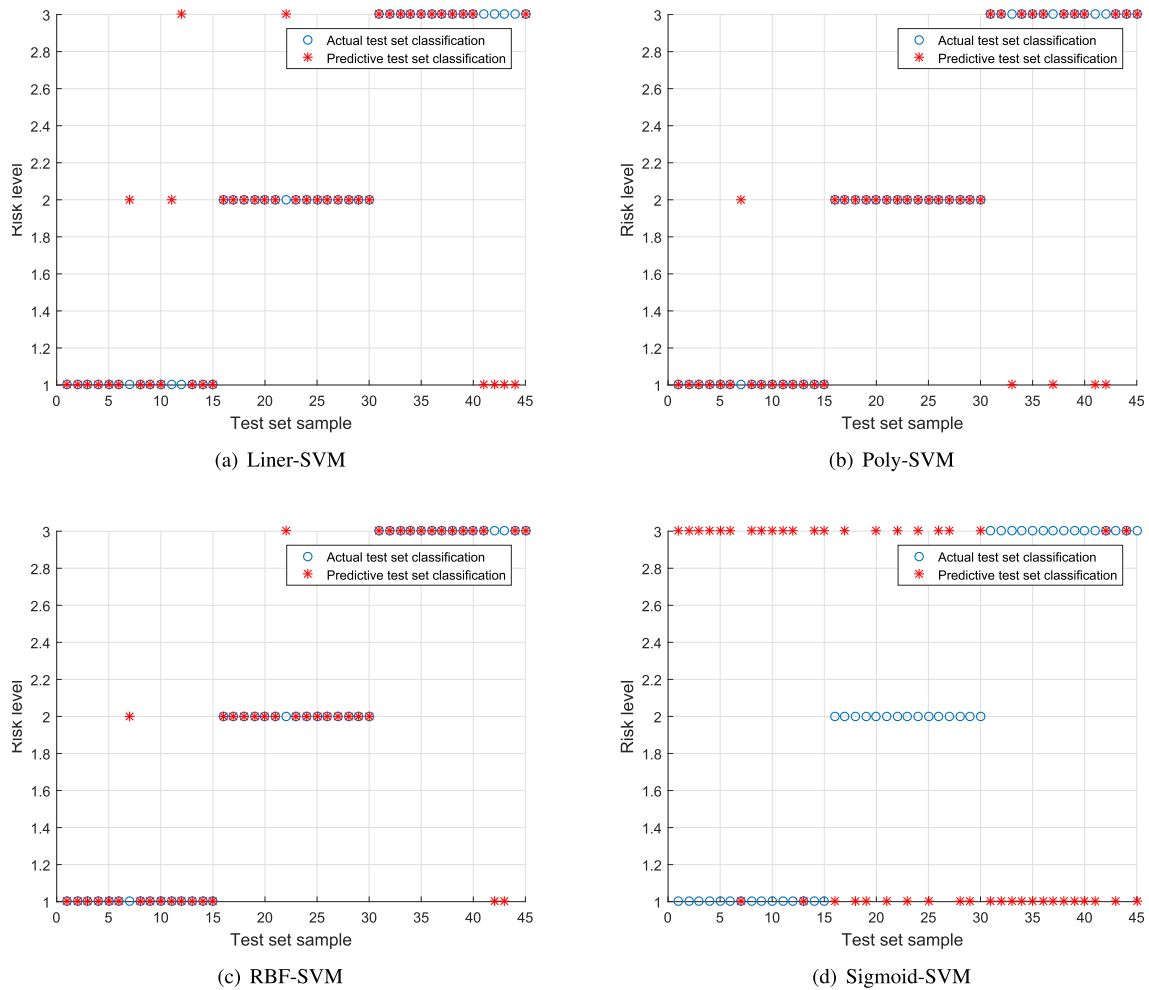 3
2.8
2.6
2.4
2.2
2
1.8
1.6
1.4
1.2
1
Risk level
Actual test set classification
Predictive test set classification
0 5 10 15 20 25 30 35 40 45
Test set sample
(a) Liner-SVM
3
2.8
2.6
2.4
2.2
2
1.8
1.6
1.4
1.2
1
Risk level
Actual test set classification
Predictive test set classification
0 5 10 15 20 25 30 35 40 45
Test set sample
(b) Poly-SVM
3
2.8
2.6
2.4
2.2
2
1.8
1.6
1.4
1.2
1
Risk level
Actual test set classification
Predictive test set classification
0 5 10 15 20 25 30 35 40 45
Test set sample
(c) RBF-SVM
3
2.8
2.6
2.4
2.2
2
1.8
1.6
1.4
1.2
1
Risk level
Actual test set classification
Predictive test set classification
0 5 10 15 20 25 30 35 40 45
Test set sample
(d) Sigmoid-SVM